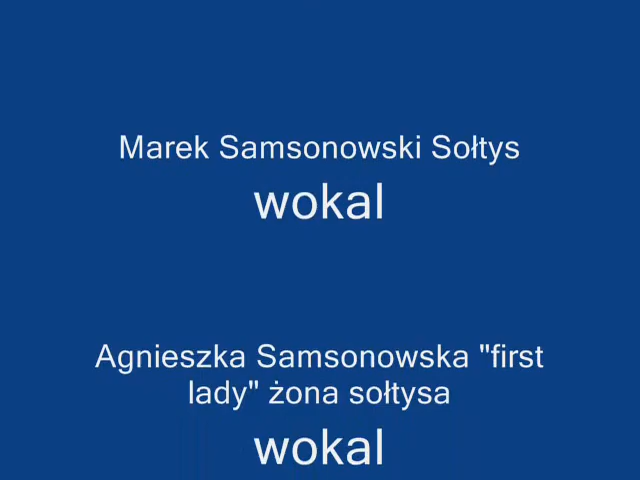 Marek Samsonowski Sołtys
wokal
Agnieszka Samsonowska "first
lady" żona sołtysa
wokal